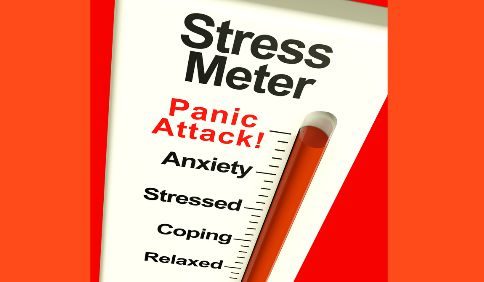 Stress
Meter
Panic
Attack!
Anxiety
Stressed
Coping
Relaxed